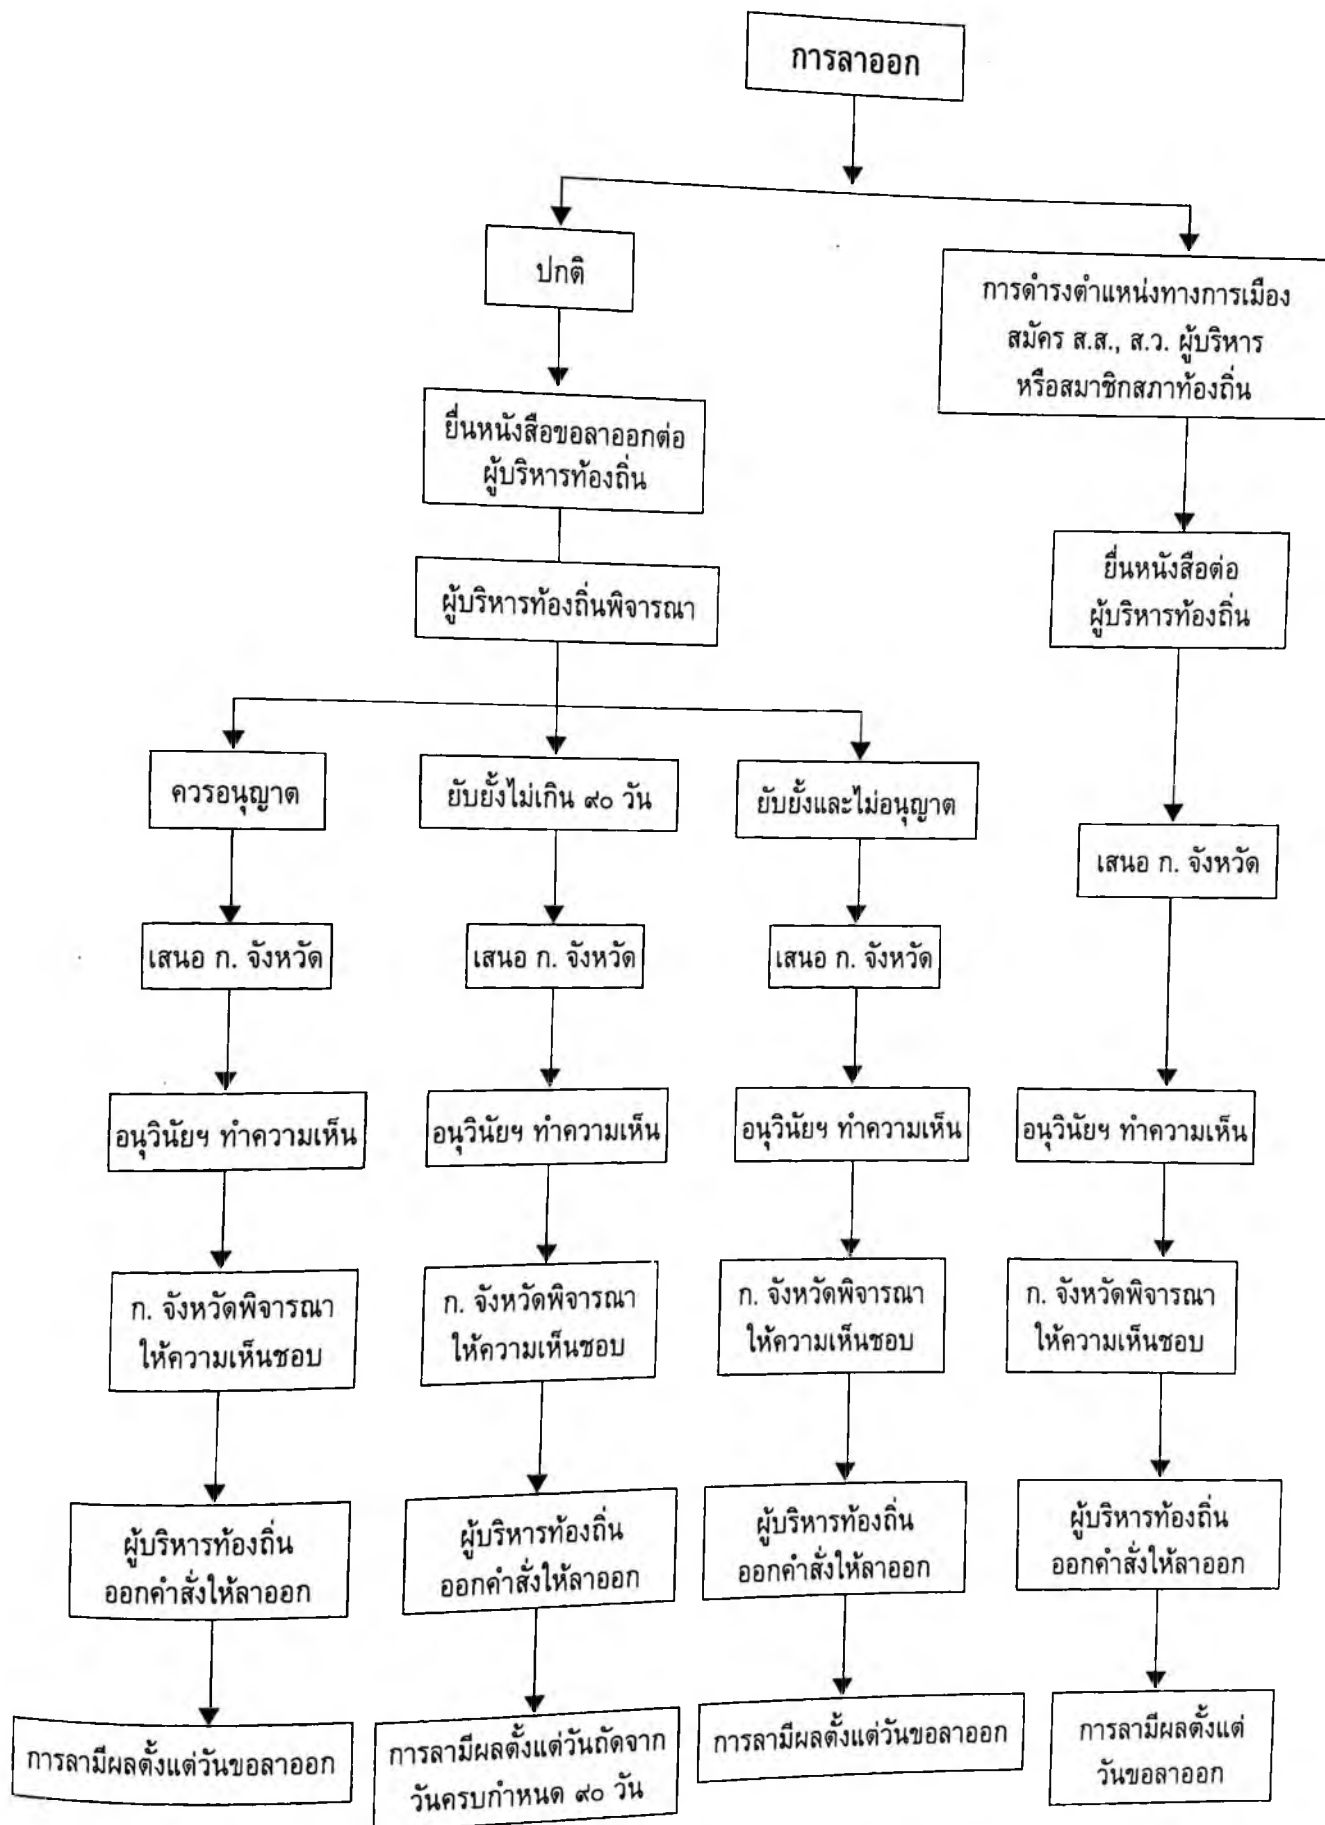 การลาออก
ปกติ
การดำรงตำแหน่งทางการเมือง
สมัคร ส.ส., ส.ว. ผู้บริหาร
หรือสมาชิกสภาท้องถิ่น
ยื่นหนังสือขอลาออกต่อ
ผู้บริหารท้องถิ่น
ยื่นหนังสือต่อ
ผู้บริหารท้องถิ่น
ผู้บริหารท้องถิ่นพิจารณา
ควรอนุญาต
ยับยั้งไม่เกิน ๙๐ วัน
ยับยั้งและไม่อนุญาต
เสนอ ก. จังหวัด
เสนอ ก. จังหวัด
เสนอ ก. จังหวัด
เสนอ ก. จังหวัด
อนุวินัยฯ ทำความเห็น
อนุวินัยฯ ทำความเห็น
อนุวินัยฯ ทำความเห็น
อนุวินัยฯ ทำความเห็น
ก. จังหวัดพิจารณา
ให้ความเห็นชอบ
ก. จังหวัดพิจารณา
ให้ความเห็นชอบ
ก. จังหวัดพิจารณา
ให้ความเห็นชอบ
ก. จังหวัดพิจารณา
ให้ความเห็นชอบ
ผู้บริหารท้องถิ่น
ออกคำสั่งให้ลาออก
ผู้บริหารท้องถิ่น
ออกคำสั่งให้ลาออก
ผู้บริหารท้องถิ่น
ออกคำสั่งให้ลาออก
ผู้บริหารท้องถิ่น
ออกคำสั่งให้ลาออก
การลามีผลตั้งแต่วันขอลาออก
การลามีผลตั้งแต่วันถัดจาก
วันครบกำหนด ๙๐ วัน
การลามีผลตั้งแต่วันขอลาออก
การลามีผลตั้งแต่
วันขอลาออก